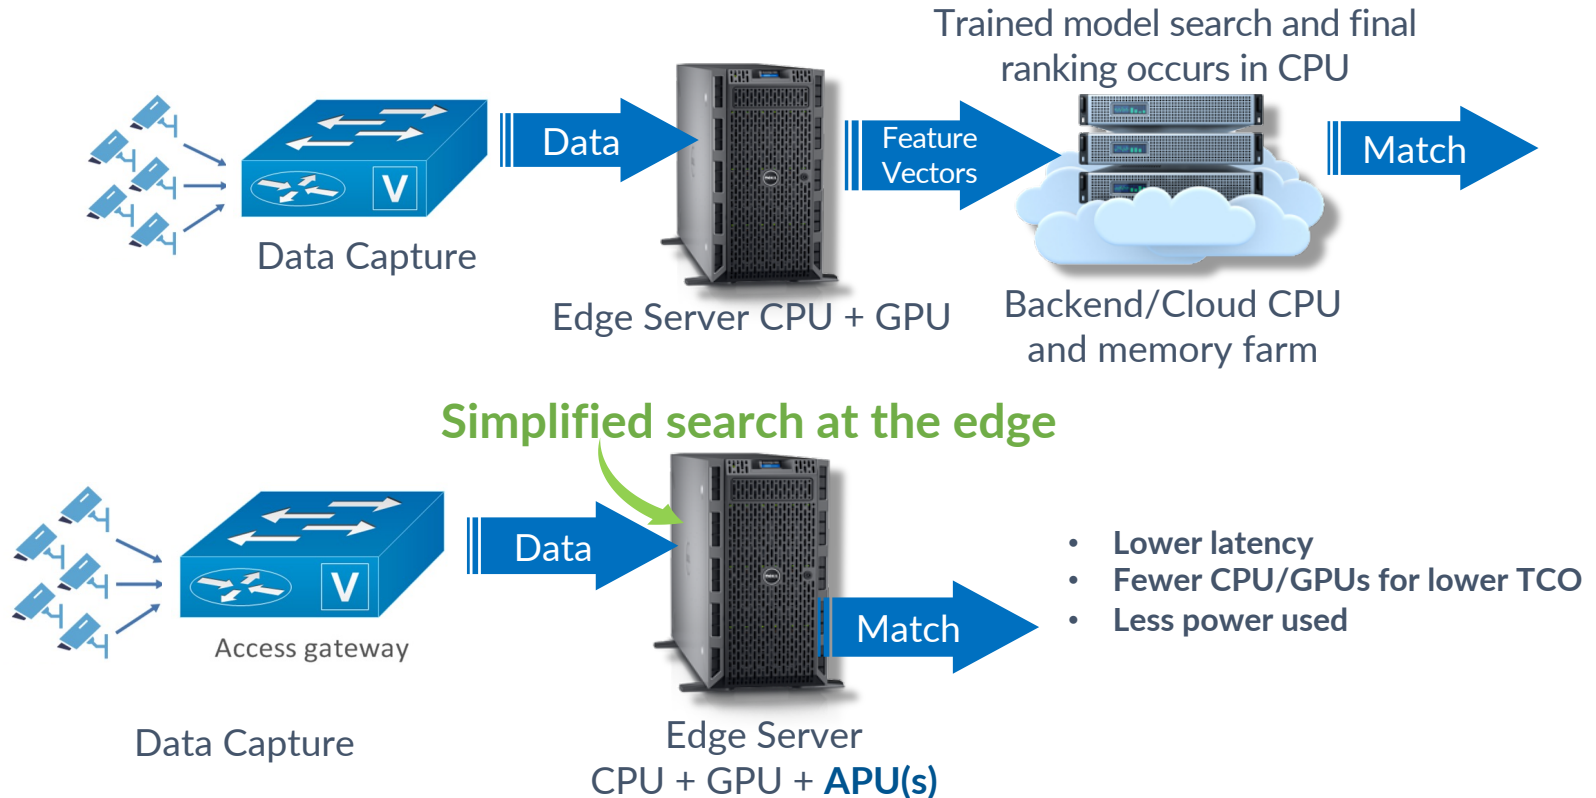 Trained model search and final
ranking occurs in CPU
Data
Feature
Vectors
Match
V
Data Capture
Edge Server CPU + GPU
Backend/Cloud CPU
and memory farm
Simplified search at the edge
Data
V
Access gateway
Match
• Lower latency
• Fewer CPU/GPUs for lower TCO
• Less power used
Data Capture
Edge Server
CPU + GPU + APU(s)